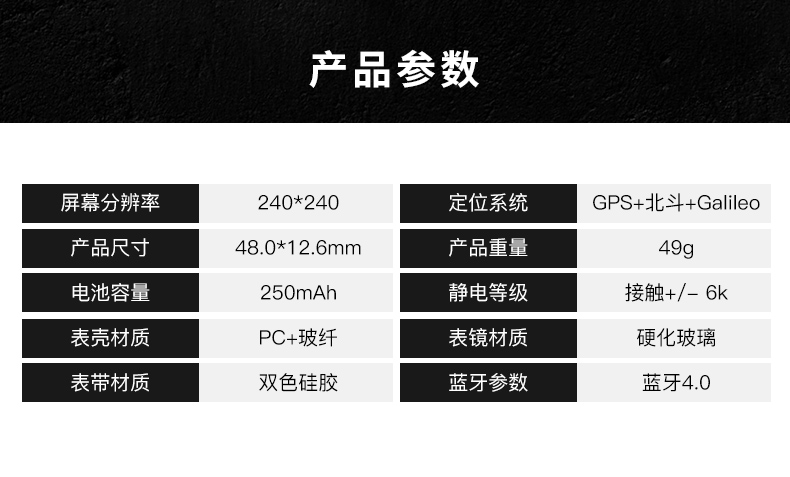 产品参数
屏幕分辨率 240*240 定位系统 GPS+北斗+Galileo
产品尺寸 48.0*12.6mm 产品重量 49g
电池容量 250mAh 静电等级 接触+/- 6k
表壳材质 PC+玻纤 表镜材质 硬化玻璃
表带材质 双色硅胶 蓝牙参数 蓝牙4.0